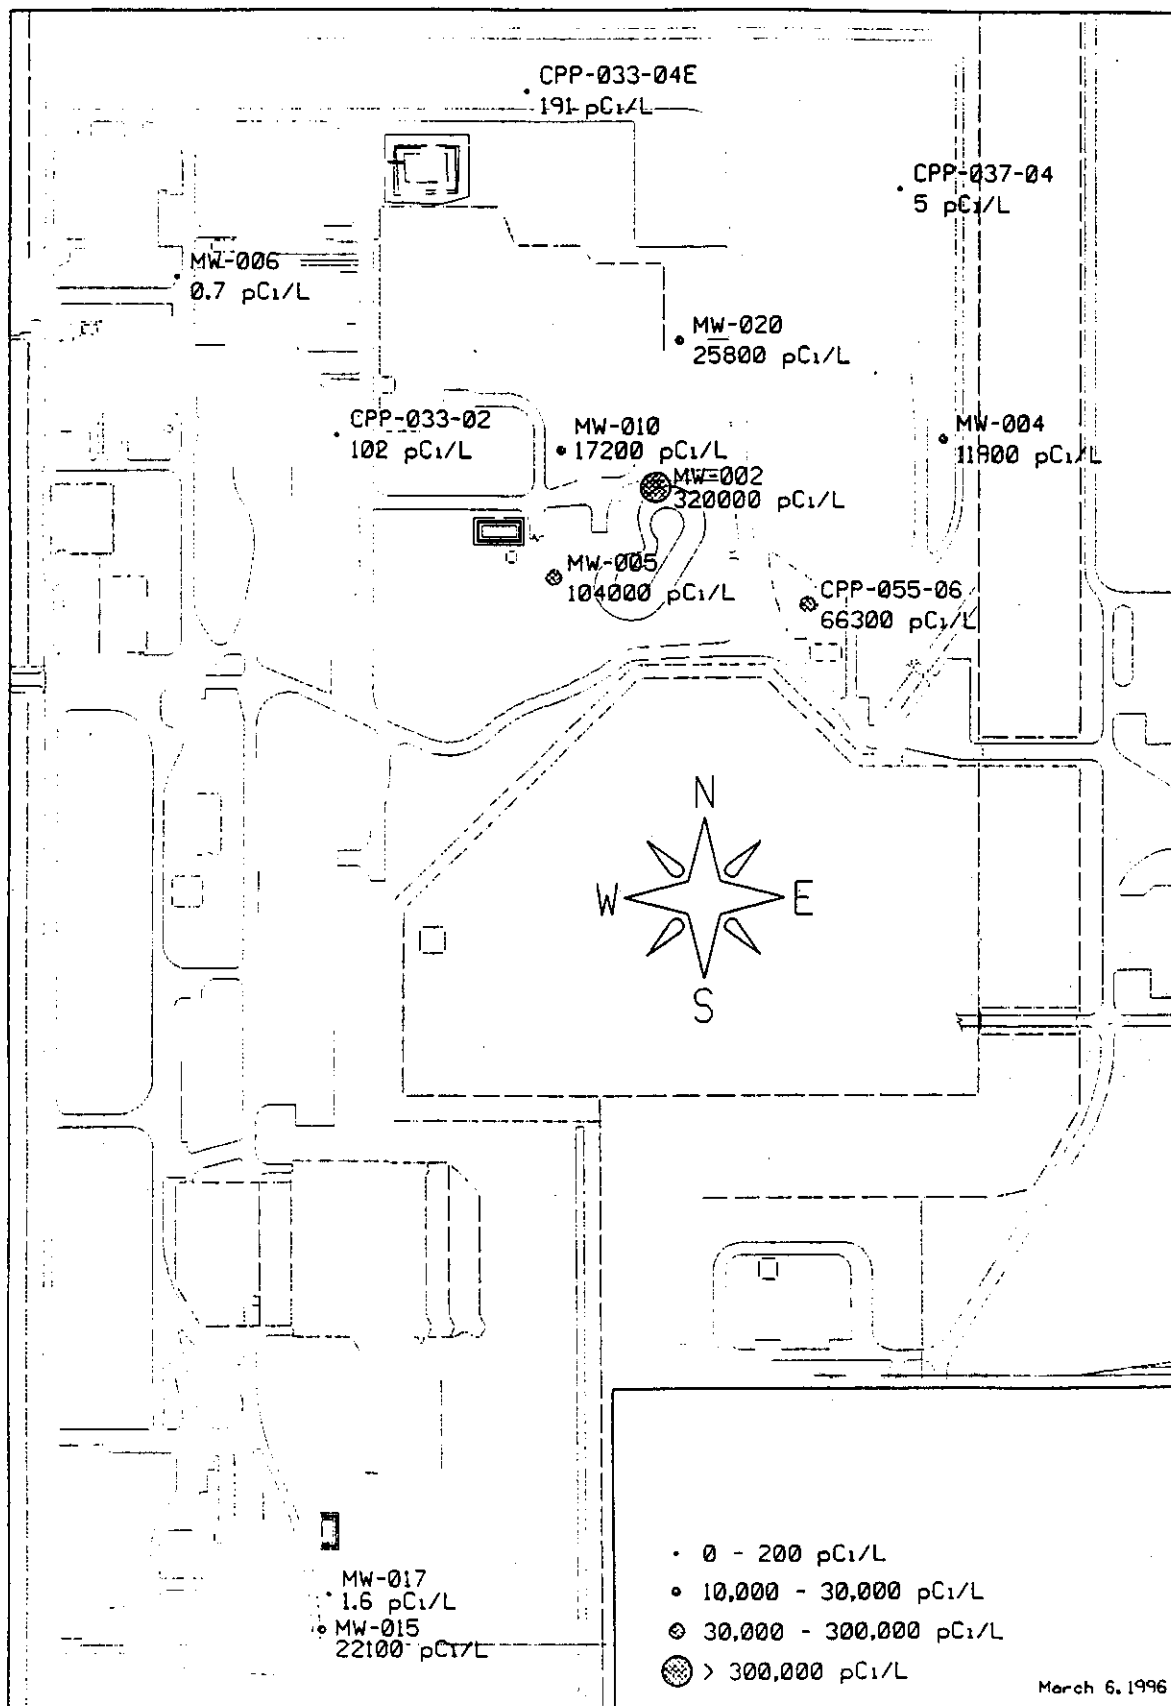 CPP-033-04E
191 pCi/L
CPP-037-04
5 pCi/L
MW-006
0.7 pCi/L
MW-020
25800 pCi/L
CPP-033-02
102 pCi/L
MW-010
17200 pCi/L
MW-004
11900 pCi/L
MW-002
320000 pCi/L
MW-005
104000 pCi/L
CPP-055-06
66300 pCi/L
N
W
E
S
MW-017
1.6 pCi/L
MW-015
22100 pCi/L
0 - 200 pCi/L
10,000 - 30,000 pCi/L
30,000 - 300,000 pCi/L
> 300,000 pCi/L
March 6, 1996